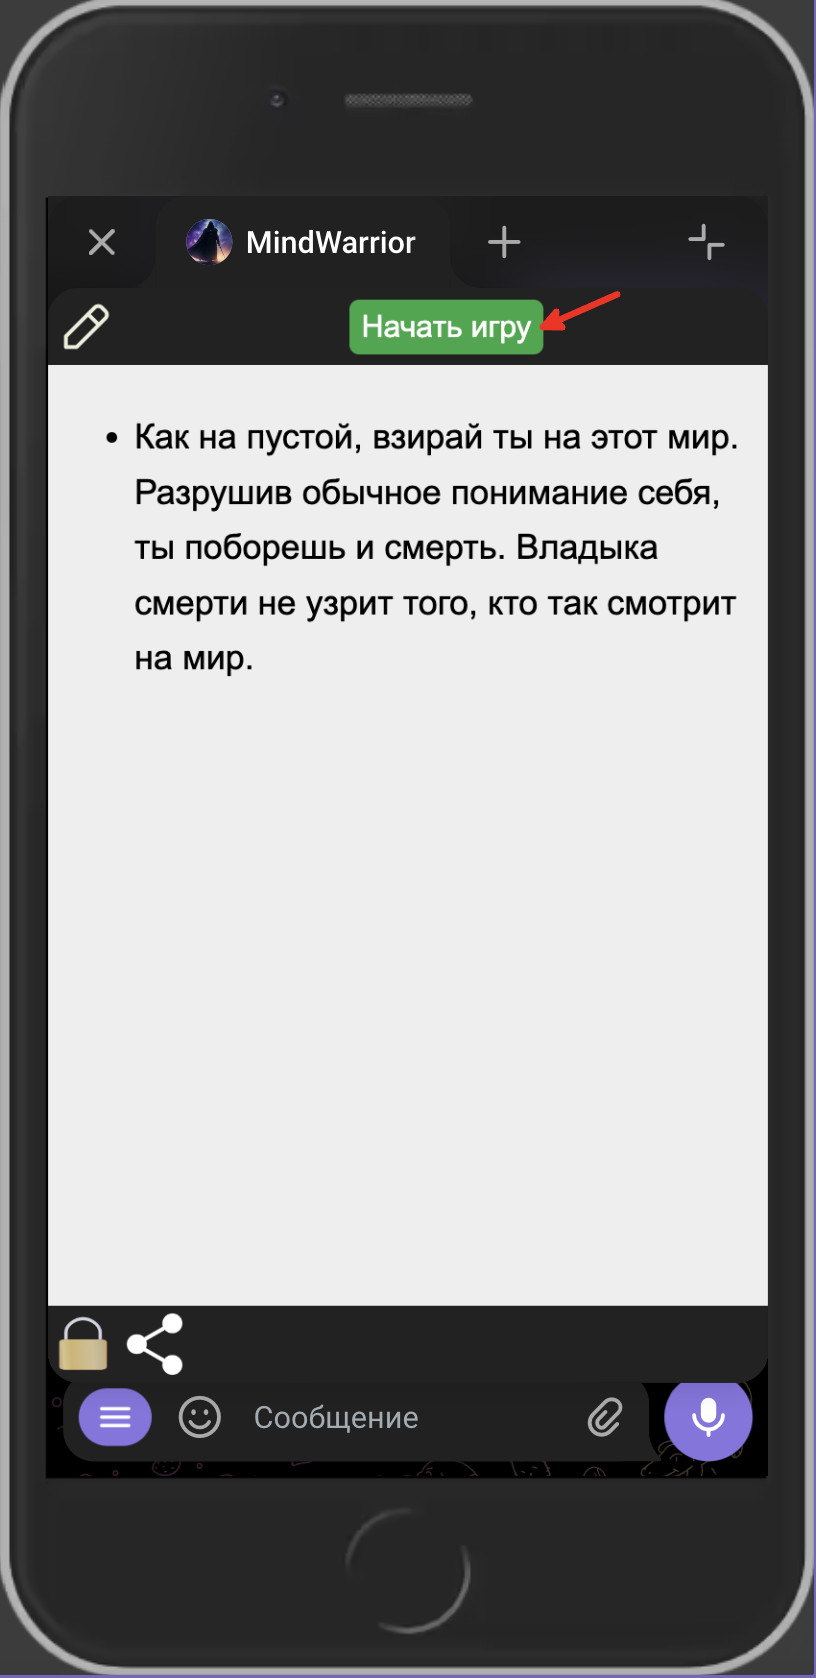 MindWarrior
Начать игру
• Как на пустой, взирай ты на этот мир.
Разрушив обычное понимание себя,
ты поборешь и смерть. Владыка
смерти не узрит того, кто так смотрит
на мир.
Сообщение